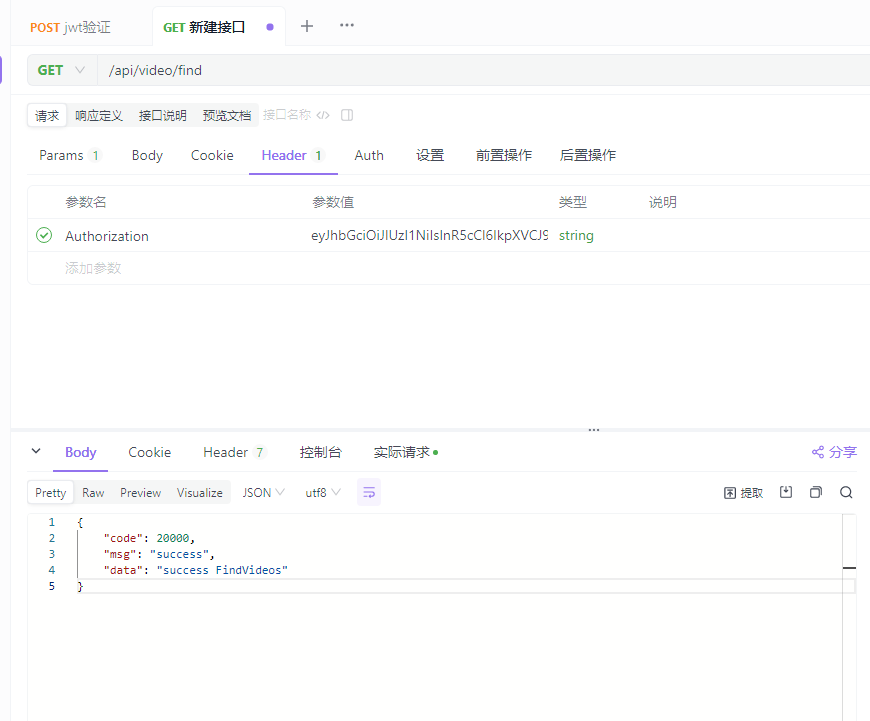 POST jwt验证 GET 新建接口
GET /api/video/find
请求 响应定义 接口说明 预览文档 接口名称
Params 1 Body Cookie Header 1 Auth 设置 前置操作 后置操作
参数名 参数值 类型 说明
Authorization eyJhbGciOiJIUzI1NiIsInR5cCI6IkpXVCJ9 string
添加参数
Body Cookie Header 7 控制台 实际请求 分享
Pretty Raw Preview Visualize JSON utf8 提取
1 {
2 "code": 20000,
3 "msg": "success",
4 "data": "success FindVideos"
5 }